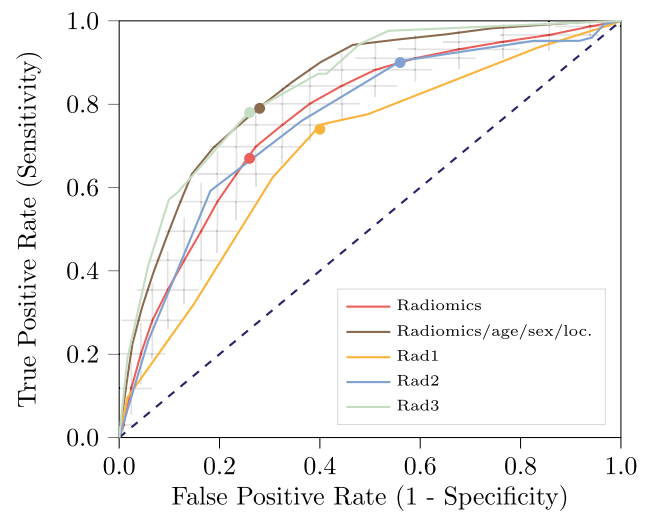 True Positive Rate (Sensitivity)
1.0
0.8
0.6
0.4
0.2
0.0
Radiomics
Radiomics/age/sex/loc.
Rad1
Rad2
Rad3
0.0 0.2 0.4 0.6 0.8 1.0
False Positive Rate (1 - Specificity)